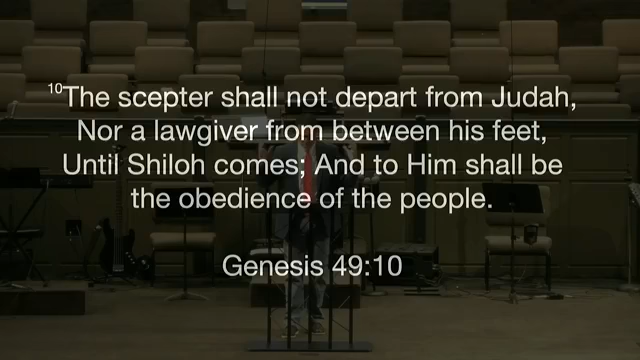 10The scepter shall not depart from Judah,
Nor a lawgiver from between his feet,
Until Shiloh comes; And to Him shall be
the obedience of the people.
Genesis 49:10